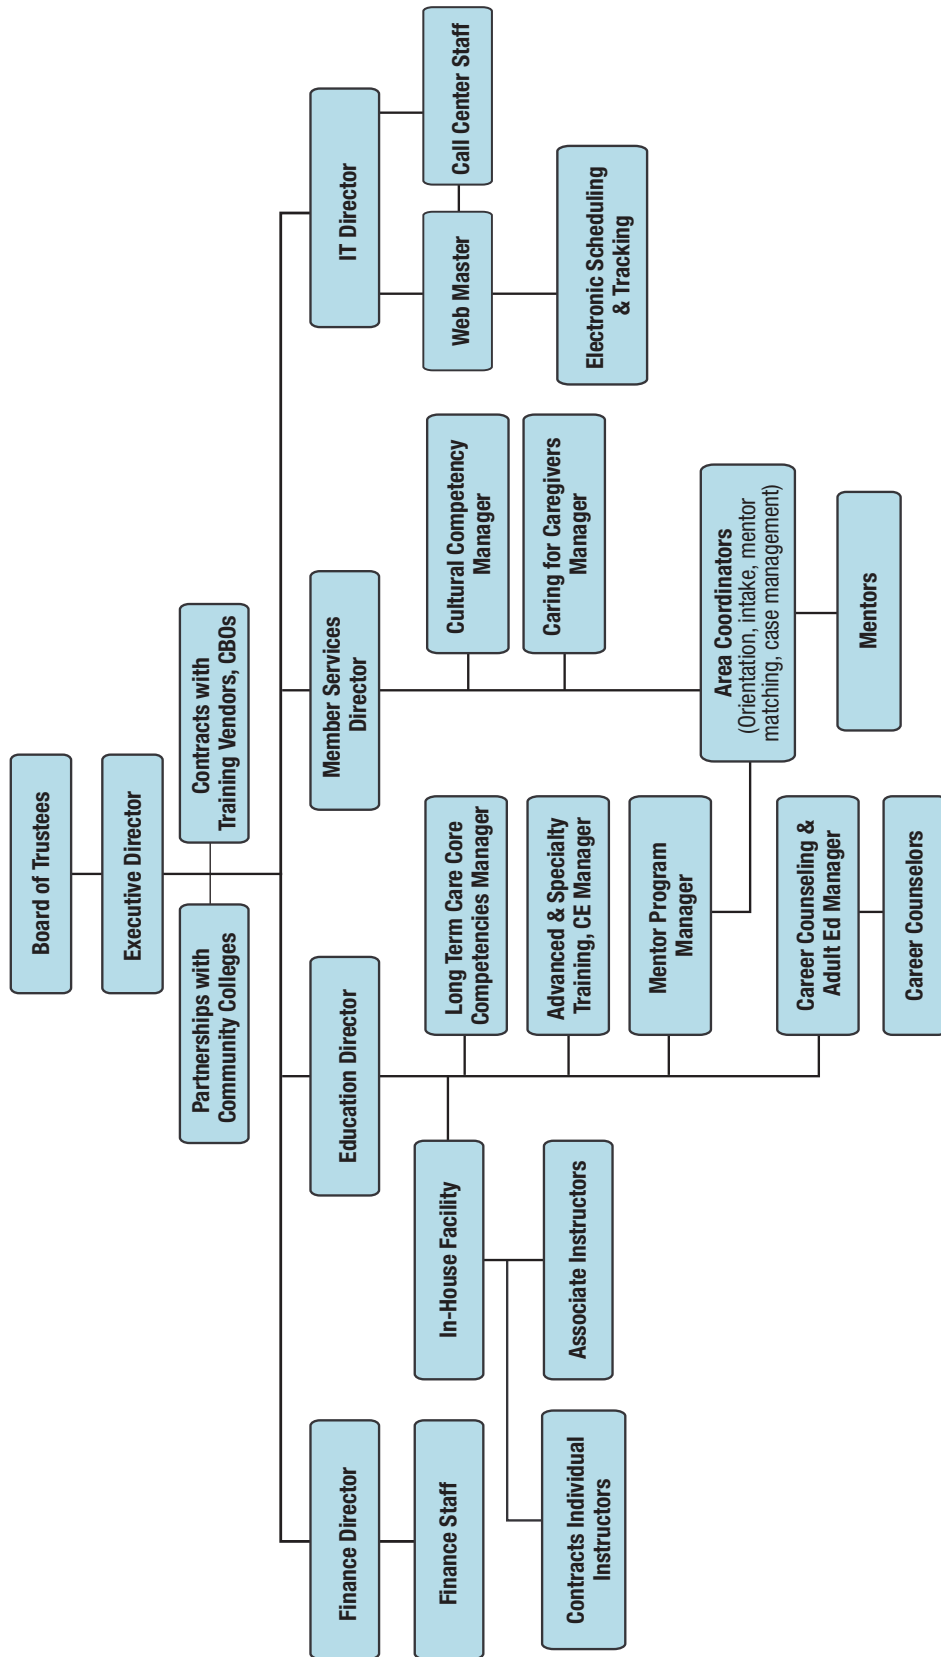 Board of Trustees
Executive Director
Partnerships with
Community Colleges
Contracts with
Training Vendors, CBOs
Finance Director
Education Director
Member Services
Director
IT Director
Finance Staff
In-House Facility
Long Term Care Core
Competencies Manager
Cultural Competency
Manager
Web Master
Call Center Staff
Contracts Individual
Instructors
Associate Instructors
Advanced & Specialty
Training, CE Manager
Caring for Caregivers
Manager
Electronic Scheduling
& Tracking
Mentor Program
Manager
Area Coordinators
(Orientation, intake, mentor
matching, case management)
Career Counseling &
Adult Ed Manager
Mentors
Career Counselors